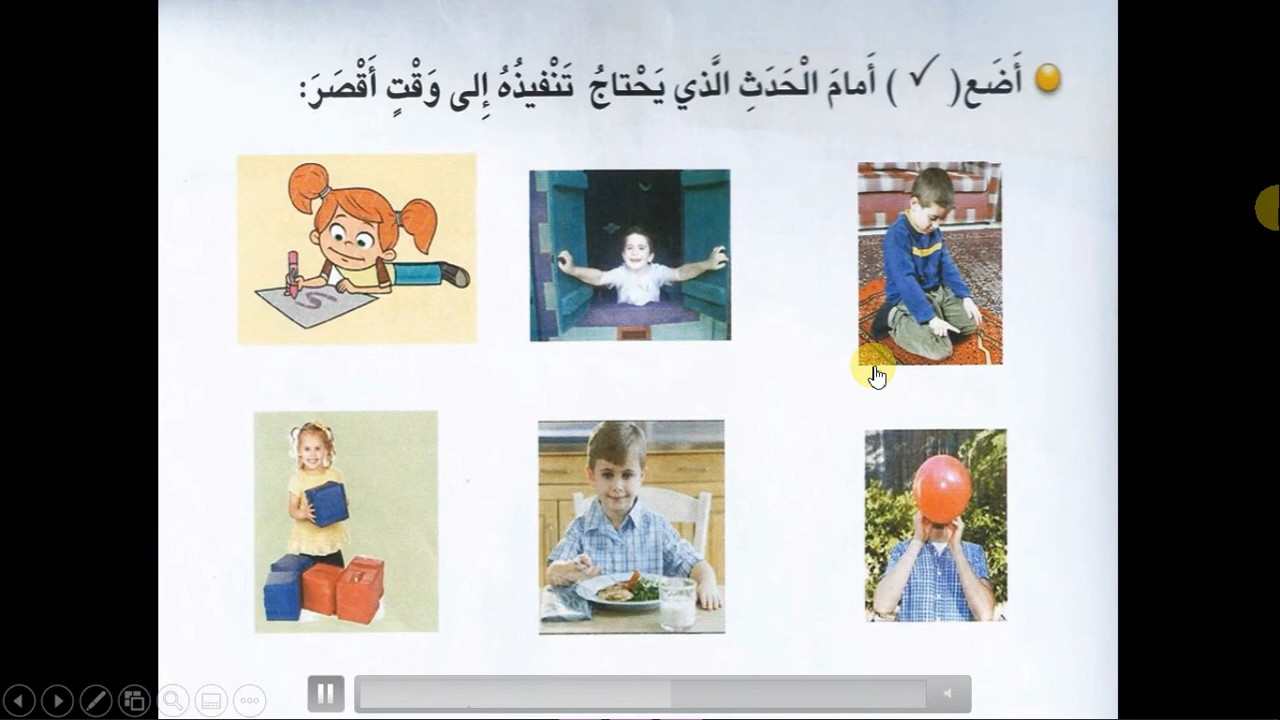 أَضَع( ✓ ) أَمامَ الْحَدَثِ الَّذي يَحْتاجُ تَنْفيذُهُ إِلى وَقْتٍ أَقْصَرَ: